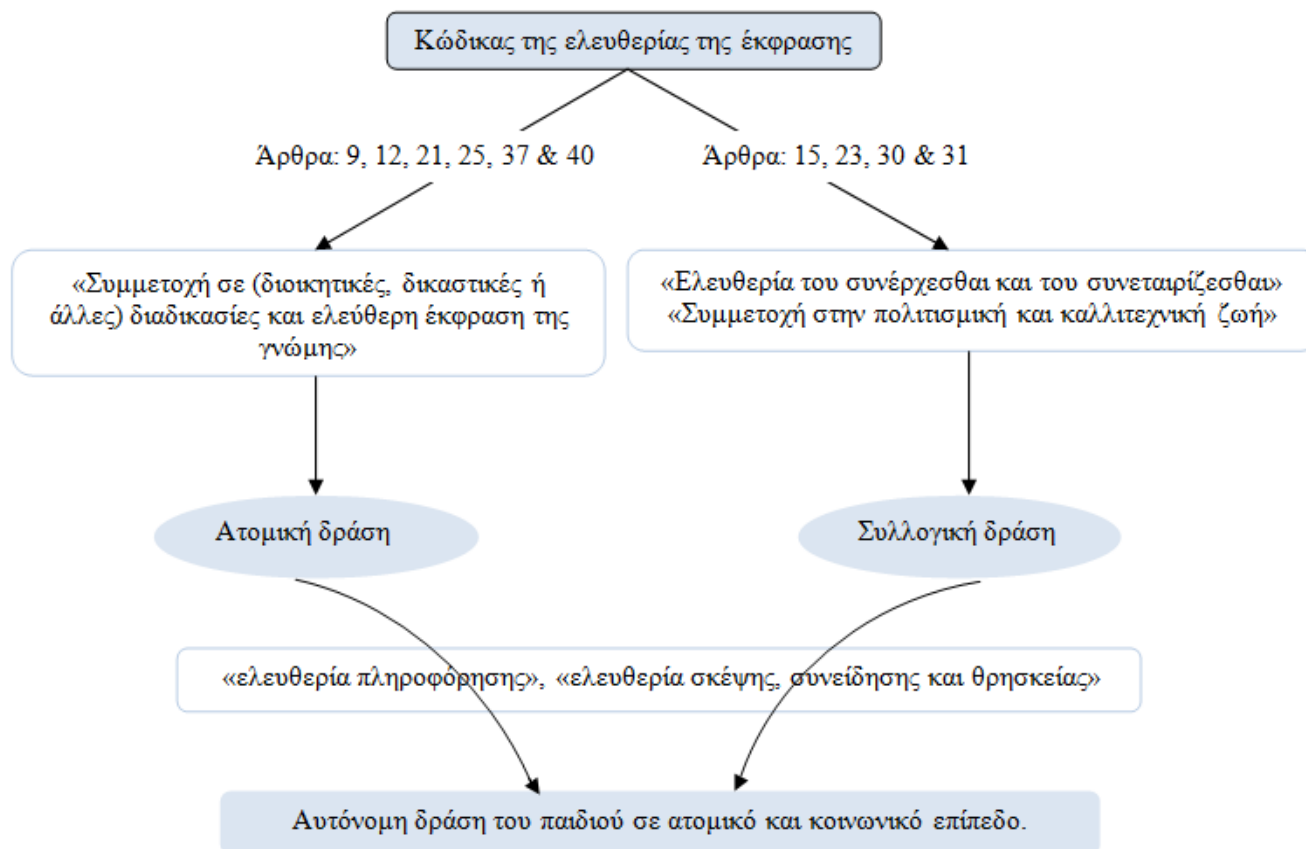 Κώδικας της ελευθερίας της έκφρασης
Άρθρα: 9, 12, 21, 25, 37 & 40
Άρθρα: 15, 23, 30 & 31
«Συμμετοχή σε (διοικητικές, δικαστικές ή
άλλες) διαδικασίες και ελεύθερη έκφραση της
γνώμης»
«Ελευθερία του συνέρχεσθαι και του συνεταιρίζεσθαι»
«Συμμετοχή στην πολιτισμική και καλλιτεχνική ζωή»
Ατομική δράση
Συλλογική δράση
«ελευθερία πληροφόρησης», «ελευθερία σκέψης, συνείδησης και θρησκείας»
Αυτόνομη δράση του παιδιού σε ατομικό και κοινωνικό επίπεδο.